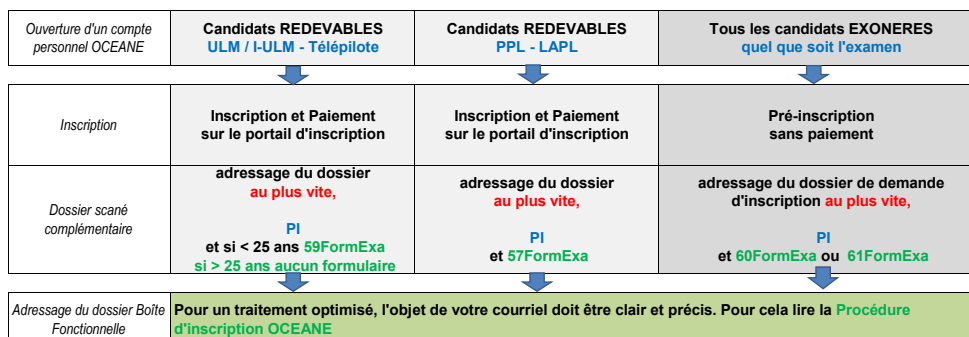 Ouverture d'un compte
personnel OCEANE
Candidats REDEVABLES
ULM / I-ULM - Télépilote
Candidats REDEVABLES
PPL - LAPL
Tous les candidats EXONERES
quel que soit l'examen
Inscription
Inscription et Paiement
sur le portail d'inscription
Inscription et Paiement
sur le portail d'inscription
Pré-inscription
sans paiement
Dossier scané
complémentaire
adressage du dossier
au plus vite,
PI
et si < 25 ans 59FormExa
si > 25 ans aucun formulaire
adressage du dossier
au plus vite,
PI
et 57FormExa
adressage du dossier de demande
d'inscription au plus vite,
PI
et 60FormExa ou 61FormExa
Adressage du dossier Boîte
Fonctionnelle
Pour un traitement optimisé, l'objet de votre courriel doit être clair et précis. Pour cela lire la Procédure
d'inscription OCEANE